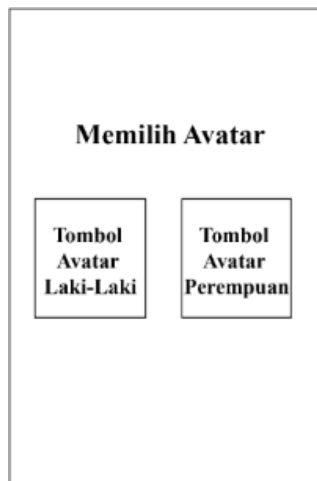 Memilih Avatar
Tombol
Avatar
Laki-Laki
Tombol
Avatar
Perempuan